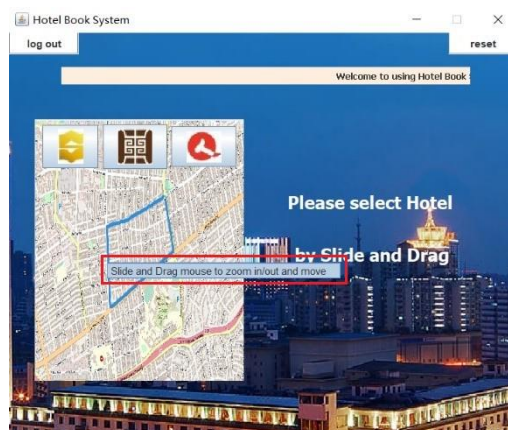 Hotel Book System
log out
reset
Welcome to using Hotel Book
Please select Hotel
by Slide and Drag
Slide and Drag mouse to zoom in/out and move